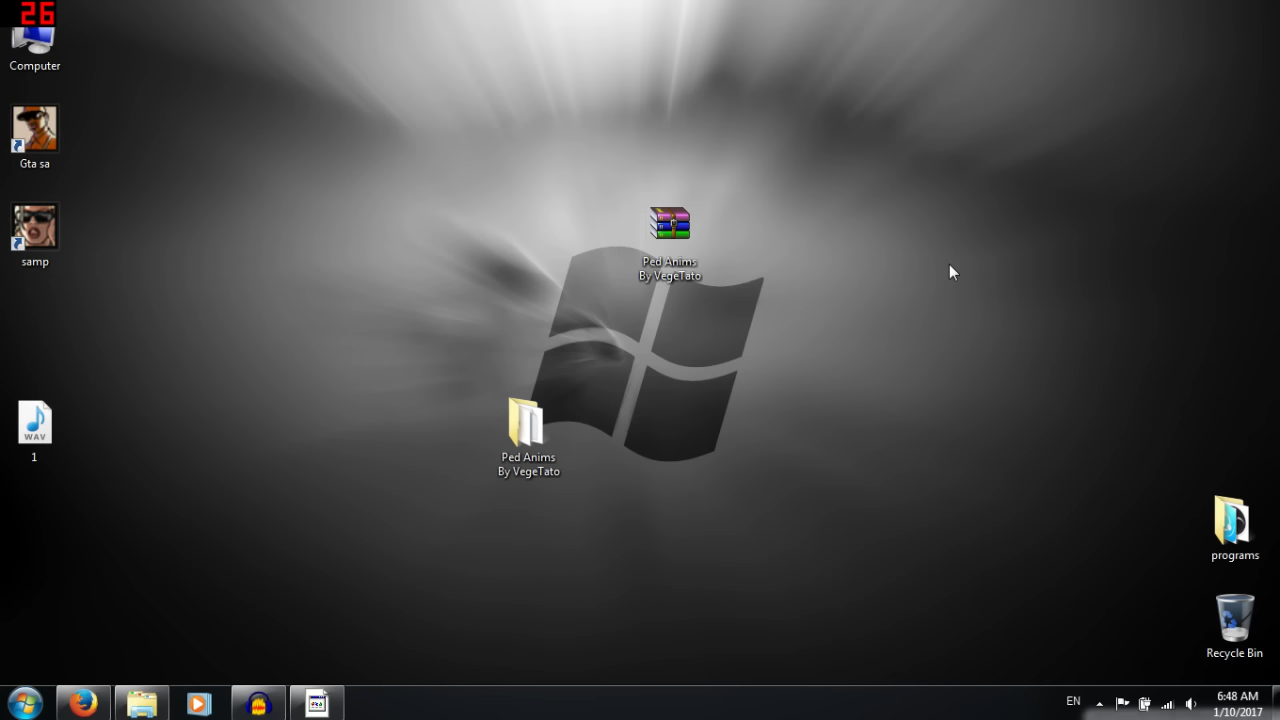 26
Computer
Gta sa
samp
WAV
1
Ped Anims
By VegeTato
Ped Anims
By VegeTato
programs
Recycle Bin
EN
6:48 AM
1/10/2017